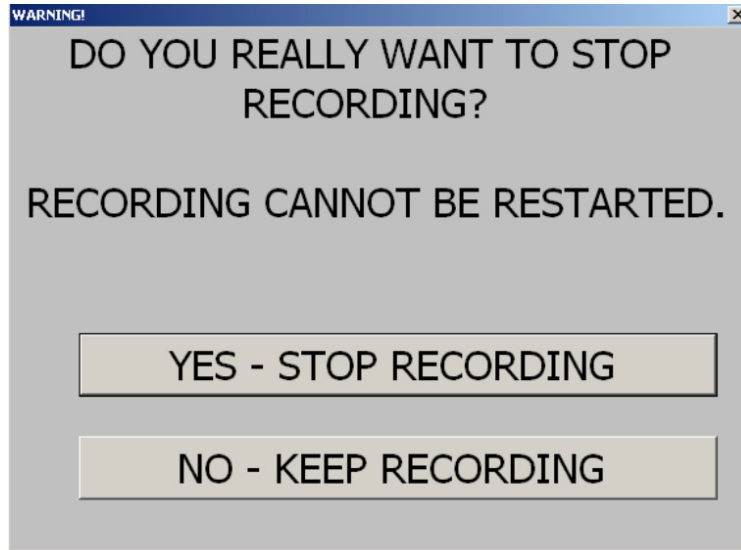 WARNING!
DO YOU REALLY WANT TO STOP
RECORDING?
RECORDING CANNOT BE RESTARTED.
YES - STOP RECORDING
NO - KEEP RECORDING